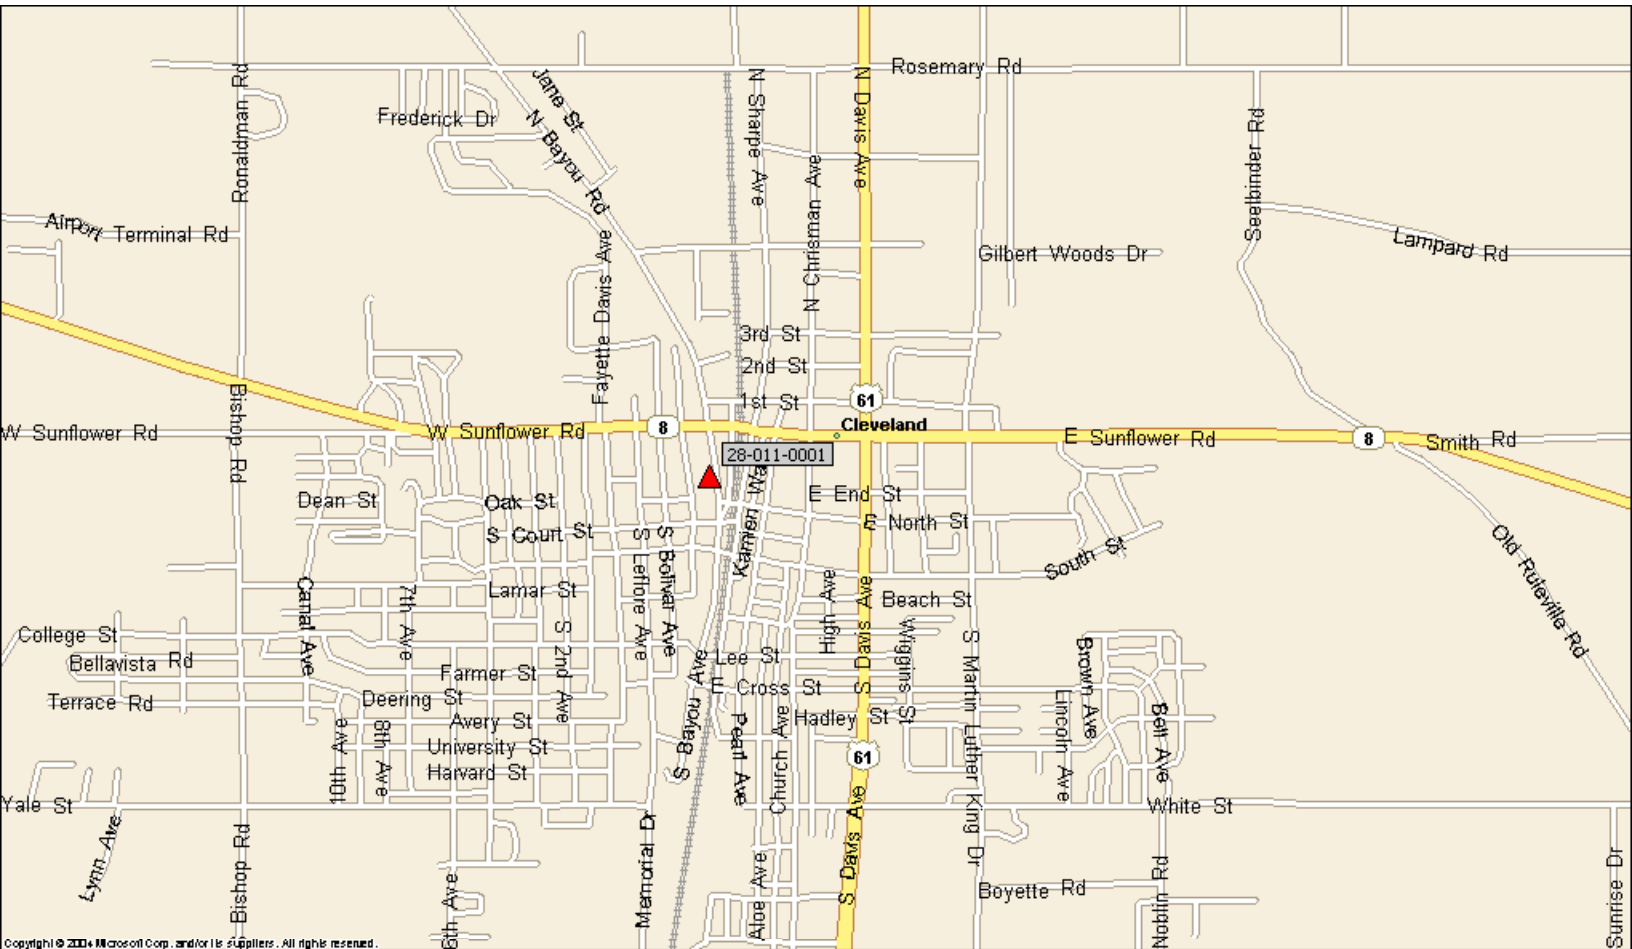 Rosemary Rd
Ronaldman Rd
Jane St
N Sharpe Ave
N Davis Ave
Frederick Dr
N Bayou Rd
Seelbinder Rd
N Chrisman Ave
Airport Terminal Rd
Fayette Davis Ave
Gilbert Woods Dr
Lampard Rd
3rd St
2nd St
1st St
61
Bishop Rd
W Sunflower Rd
W Sunflower Rd
8
Cleveland
E Sunflower Rd
8
Smith Rd
28-011-0001
Dean St
Oak St
E End St
S Court St
E North St
S Leflore Ave
S Bolivar Ave
South St
Old Ruleville Rd
Canal Ave
7th Ave
Lamar St
High Ave
S Davis Ave
Beach St
College St
S 2nd Ave
Wiggins St
S Martin Luther King Dr
Brown Ave
Bellavista Rd
Farmer St
Lee St
Terrace Rd
Deering St
E Cross St
S Bayou Ave
Lincoln Ave
Bell Ave
10th Ave
8th Ave
Avery St
Pearl Ave
Church Ave
Hadley St
University St
61
Harvard St
Yale St
White St
Lynn Ave
Bishop Rd
6th Ave
Memorial Dr
Aloe Ave
S Davis Ave
Boyette Rd
Noblin Rd
Sunrise Dr
Copyright © 2004 Microsoft Corp. and/or its suppliers. All rights reserved.